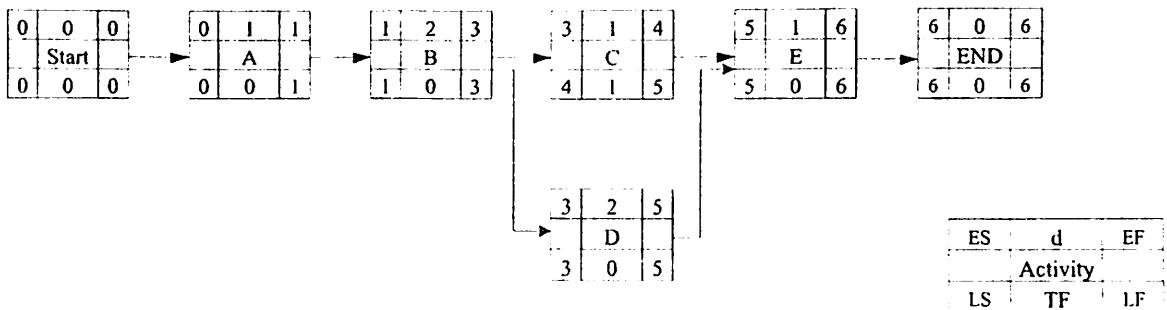 0 0 0 0 1 1 1 2 3 3 1 4 5 1 6 6 0 6
Start A B C E END
0 0 0 0 0 1 1 0 3 4 1 5 5 0 6 6 0 6
3 2 5
D
3 0 5
ES d EF
Activity
LS TF LF